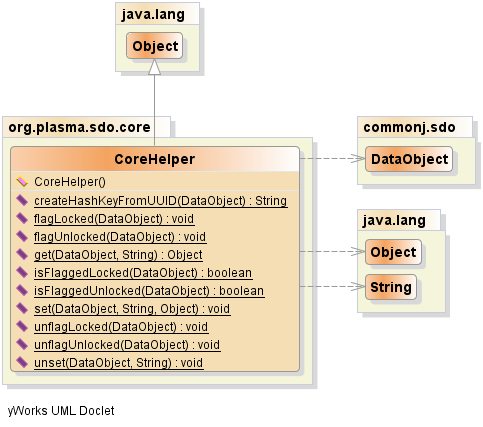 java.lang
Object
org.plasma.sdo.core
CoreHelper
CoreHelper()
createHashKeyFromUUID(DataObject) : String
flagLocked(DataObject) : void
flagUnlocked(DataObject) : void
get(DataObject, String) : Object
isFlaggedLocked(DataObject) : boolean
isFlaggedUnlocked(DataObject) : boolean
set(DataObject, String, Object) : void
unflagLocked(DataObject) : void
unflagUnlocked(DataObject) : void
unset(DataObject, String) : void
commonj.sdo
DataObject
java.lang
Object
String
yWorks UML Doclet